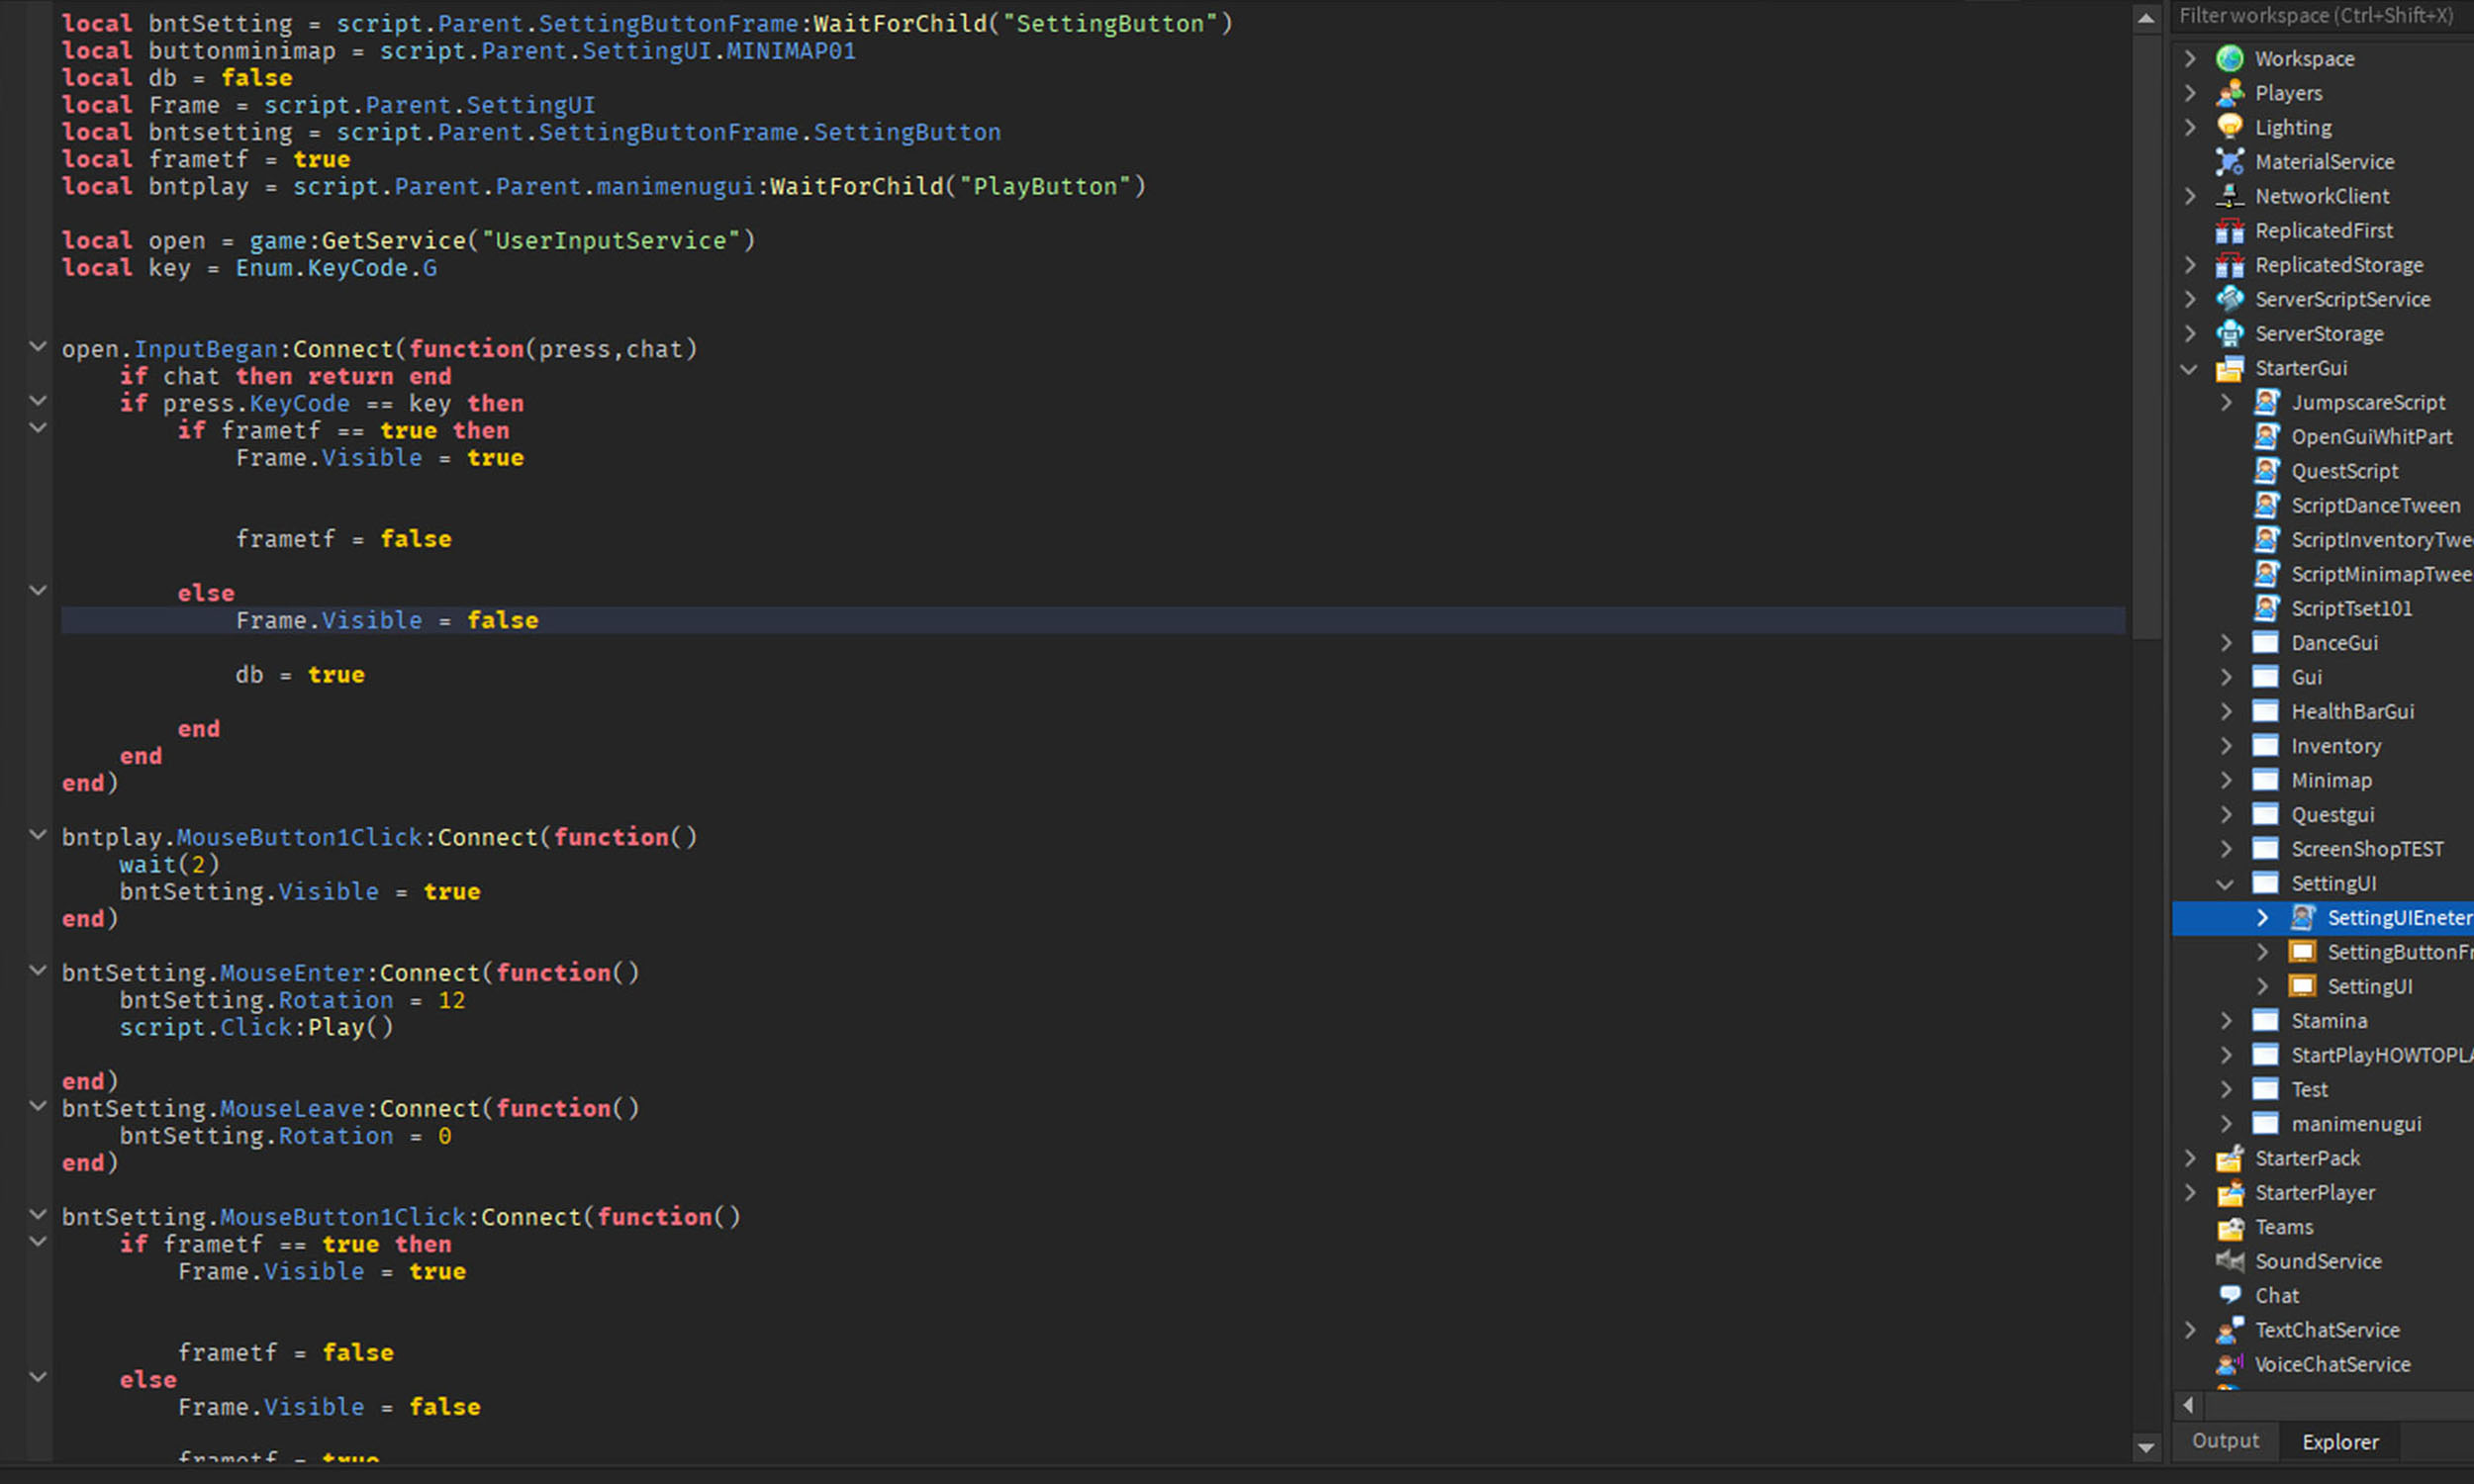 local bntSetting = script.Parent.SettingButtonFrame:WaitForChild("SettingButton")
local buttonminimap = script.Parent.SettingUI.MINIMAP01
local db = false
local Frame = script.Parent.SettingUI
local bntsetting = script.Parent.SettingButtonFrame.SettingButton
local frametf = true
local bntplay = script.Parent.Parent.manimenugui:WaitForChild("PlayButton")
local open = game:GetService("UserInputService")
local key = Enum.KeyCode.G
open.InputBegan:Connect(function(press,chat)
if chat then return end
if press.KeyCode == key then
if frametf == true then
Frame.Visible = true
frametf = false
else
Frame.Visible = false
db = true
end
end
end)
bntplay.MouseButton1Click:Connect(function()
wait(2)
bntSetting.Visible = true
end)
bntSetting.MouseEnter:Connect(function()
bntSetting.Rotation = 12
script.Click:Play()
end)
bntSetting.MouseLeave:Connect(function()
bntSetting.Rotation = 0
end)
bntSetting.MouseButton1Click:Connect(function()
if frametf == true then
Frame.Visible = true
frametf = false
else
Frame.Visible = false
frametf = true
Filter workspace (Ctrl+Shift+X)
Workspace
Players
Lighting
MaterialService
NetworkClient
ReplicatedFirst
ReplicatedStorage
ServerScriptService
ServerStorage
StarterGui
JumpscareScript
OpenGuiWhitPart
QuestScript
ScriptDanceTween
ScriptInventoryTwe
ScriptMinimapTwee
ScriptTset101
DanceGui
Gui
HealthBarGui
Inventory
Minimap
Questgui
ScreenShopTEST
SettingUI
SettingUIEneter
SettingButtonFr
SettingUI
Stamina
StartPlayHOWTOPLA
Test
manimenugui
StarterPack
StarterPlayer
Teams
SoundService
Chat
TextChatService
VoiceChatService
Output
Explorer